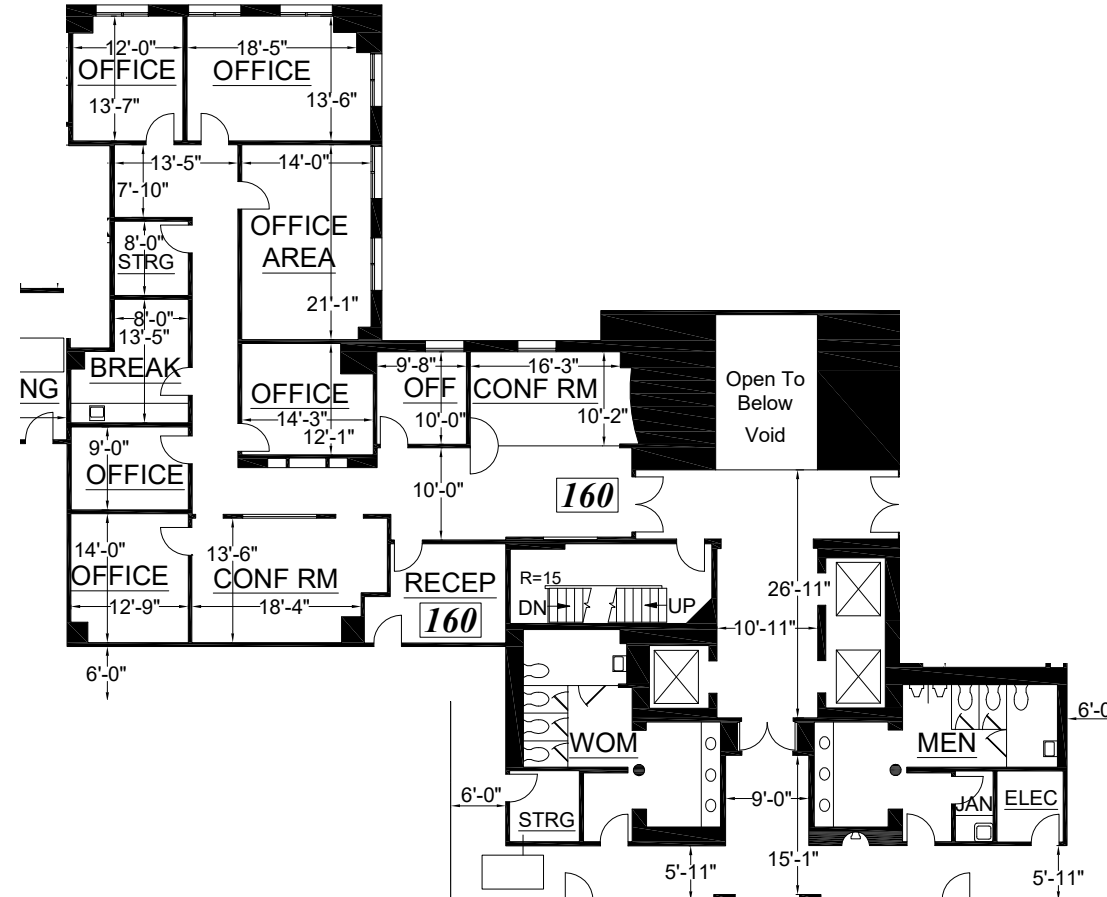 12'-0"
OFFICE
13'-7"
18'-5"
OFFICE
13'-6"
13'-5"
7'-10"
14'-0"
OFFICE
AREA
21'-1"
8'-0"
STRG
8'-0"
13'-5"
BREAK
NG
OFFICE
14'-3"
12'-1"
9'-8"
OFF
10'-0"
16'-3"
CONF RM
10'-2"
Open To
Below
Void
9'-0"
OFFICE
10'-0"
160
14'-0"
OFFICE
12'-9"
13'-6"
CONF RM
18'-4"
RECEP
160
R=15
DN
UP
26'-11"
10'-11"
6'-0"
WOM
MEN
6'-0
6'-0"
STRG
9'-0"
JAN
ELEC
15'-1"
5'-11"
5'-11"